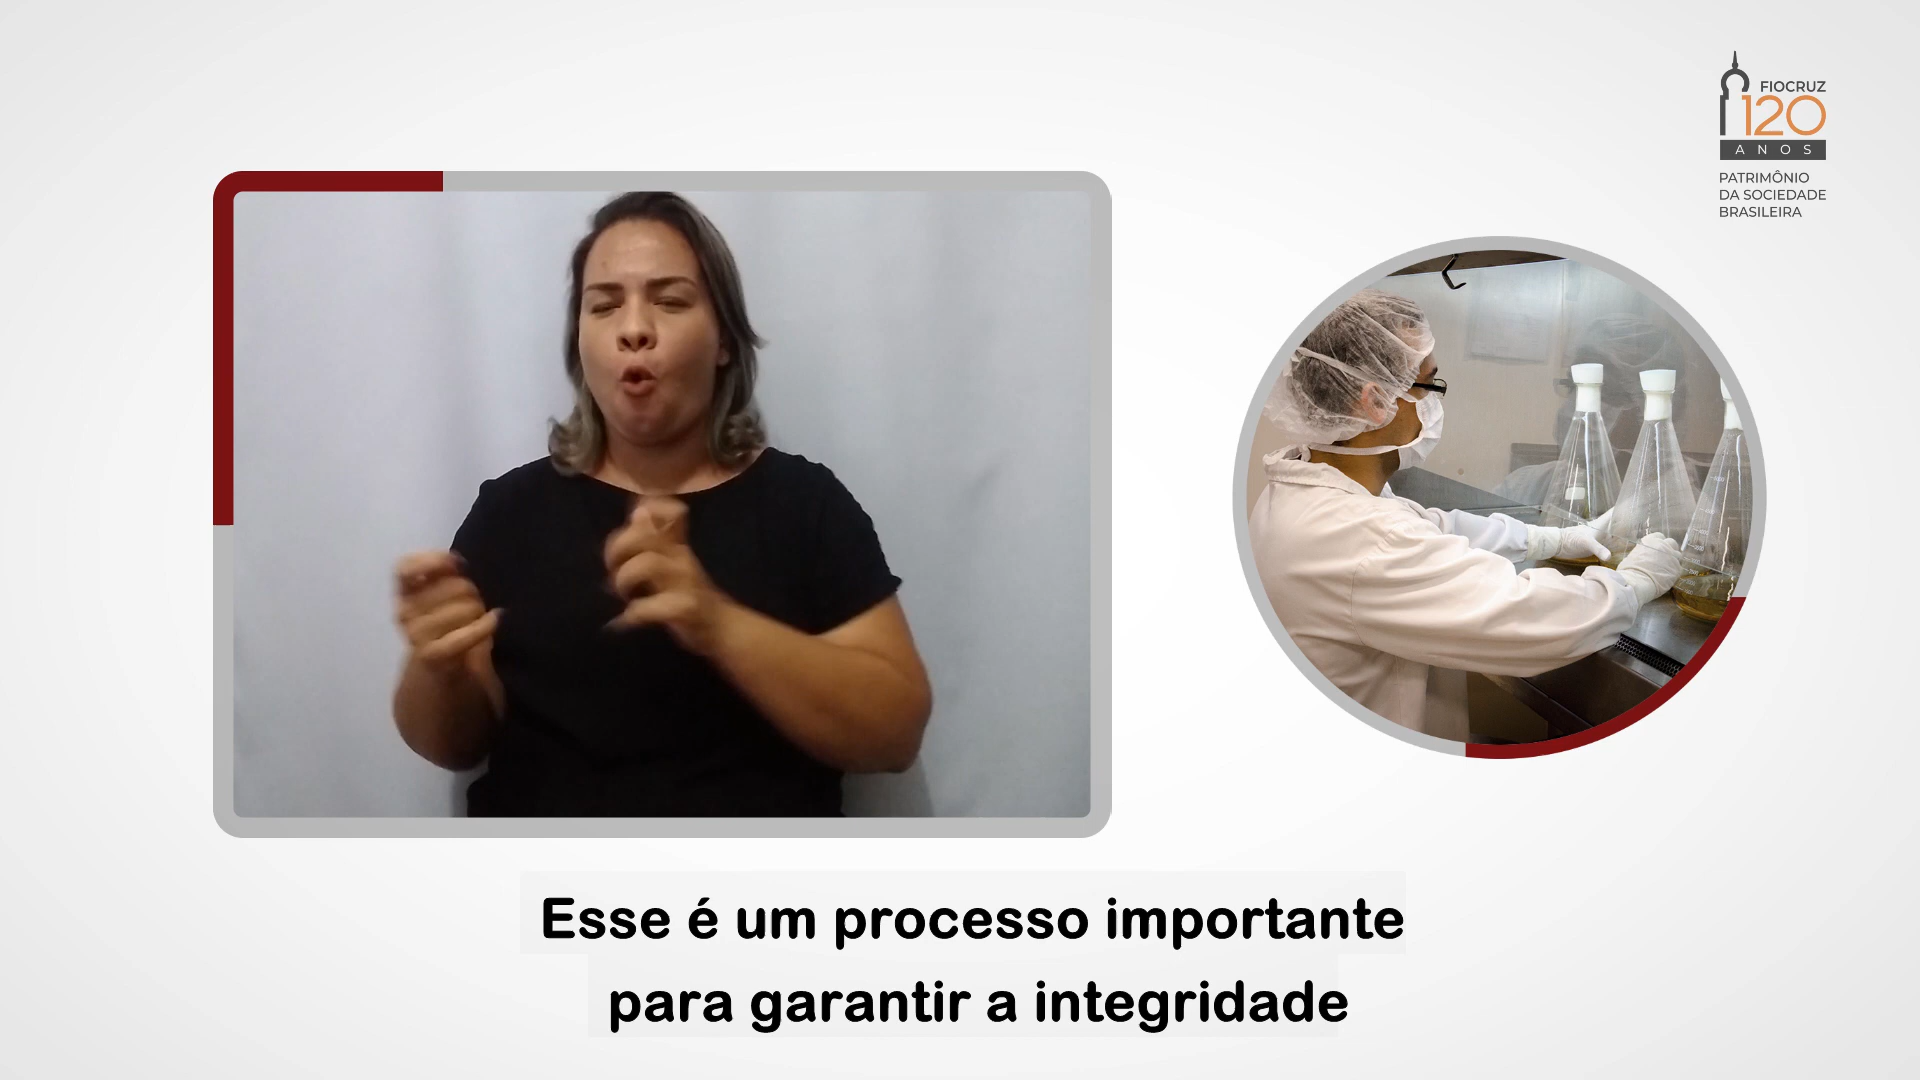 FIOCRUZ
120
ANOS
PATRIMÔNIO
DA SOCIEDADE
BRASILEIRA
Esse é um processo importante
para garantir a integridade